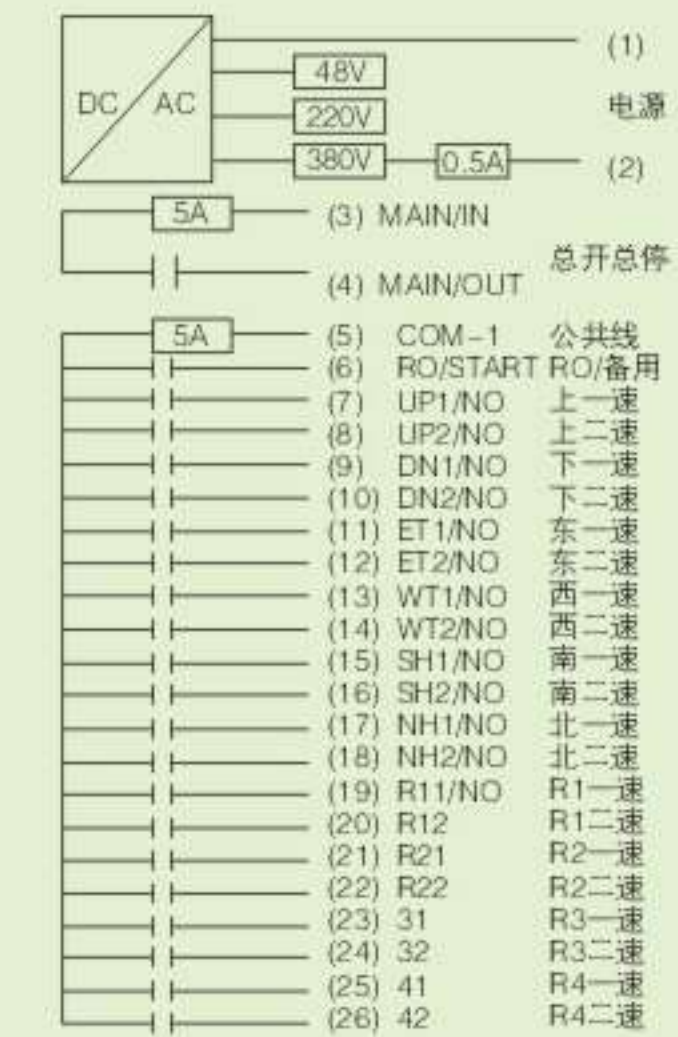 (1)
48V
DC AC 电源
220V
380V 0.5A (2)
5A (3) MAIN/IN
总开总停
(4) MAIN/OUT
5A (5) COM-1 公共线
(6) RO/START RO/备用
(7) UP1/NO 上一速
(8) UP2/NO 上二速
(9) DN1/NO 下一速
(10) DN2/NO 下二速
(11) ET1/NO 东一速
(12) ET2/NO 东二速
(13) WT1/NO 西一速
(14) WT2/NO 西二速
(15) SH1/NO 南一速
(16) SH2/NO 南二速
(17) NH1/NO 北一速
(18) NH2/NO 北二速
(19) R11/NO R1一速
(20) R12 R1二速
(21) R21 R2一速
(22) R22 R2二速
(23) 31 R3一速
(24) 32 R3二速
(25) 41 R4一速
(26) 42 R4二速